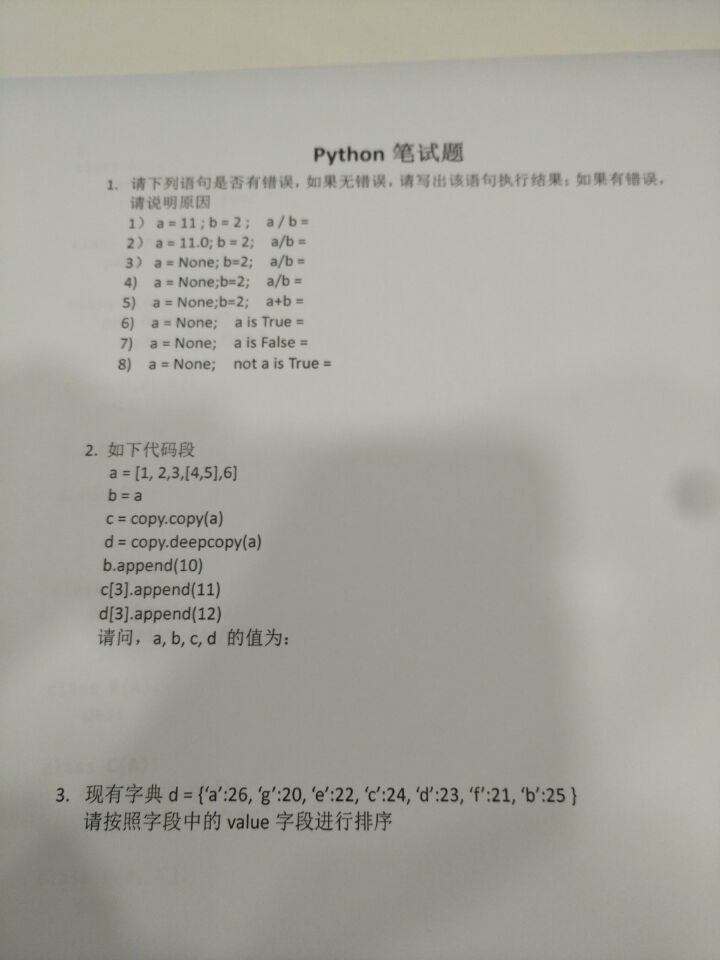 Python 笔试题
1. 请下列语句是否有错误，如果无错误，请写出该语句执行结果；如果有错误，
请说明原因
1） a = 11 ; b = 2 ; a / b =
2） a = 11.0; b = 2; a/b =
3） a = None; b=2; a/b =
4) a = None;b=2; a/b =
5) a = None;b=2; a+b =
6) a = None; a is True =
7) a = None; a is False =
8) a = None; not a is True =
2. 如下代码段
a = [1, 2,3,[4,5],6]
b = a
c = copy.copy(a)
d = copy.deepcopy(a)
b.append(10)
c[3].append(11)
d[3].append(12)
请问，a, b, c, d 的值为：
3. 现有字典 d = {‘a’:26, ‘g’:20, ‘e’:22, ‘c’:24, ‘d’:23, ‘f’:21, ‘b’:25 }
请按照字段中的 value 字段进行排序